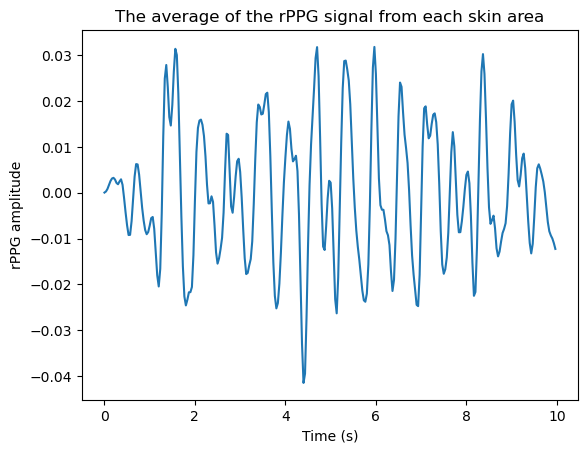 The average of the rPPG signal from each skin area
rPPG amplitude
0.03
0.02
0.01
0.00
−0.01
−0.02
−0.03
−0.04
0 2 4 6 8 10
Time (s)